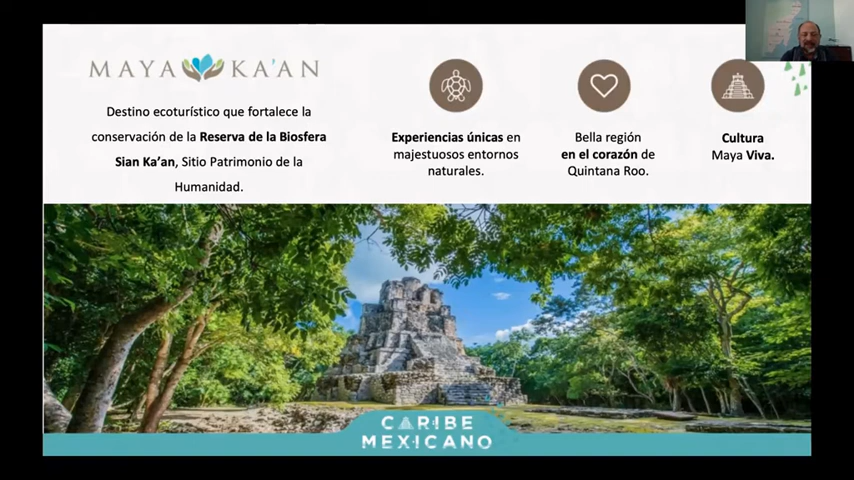 MAYA KA'AN
Destino ecoturístico que fortalece la
conservación de la Reserva de la Biosfera
Sian Ka'an, Sitio Patrimonio de la
Humanidad.
Experiencias únicas en
majestuosos entornos
naturales.
Bella región
en el corazón de
Quintana Roo.
Cultura
Maya Viva.
CARIBE
MEXICANO